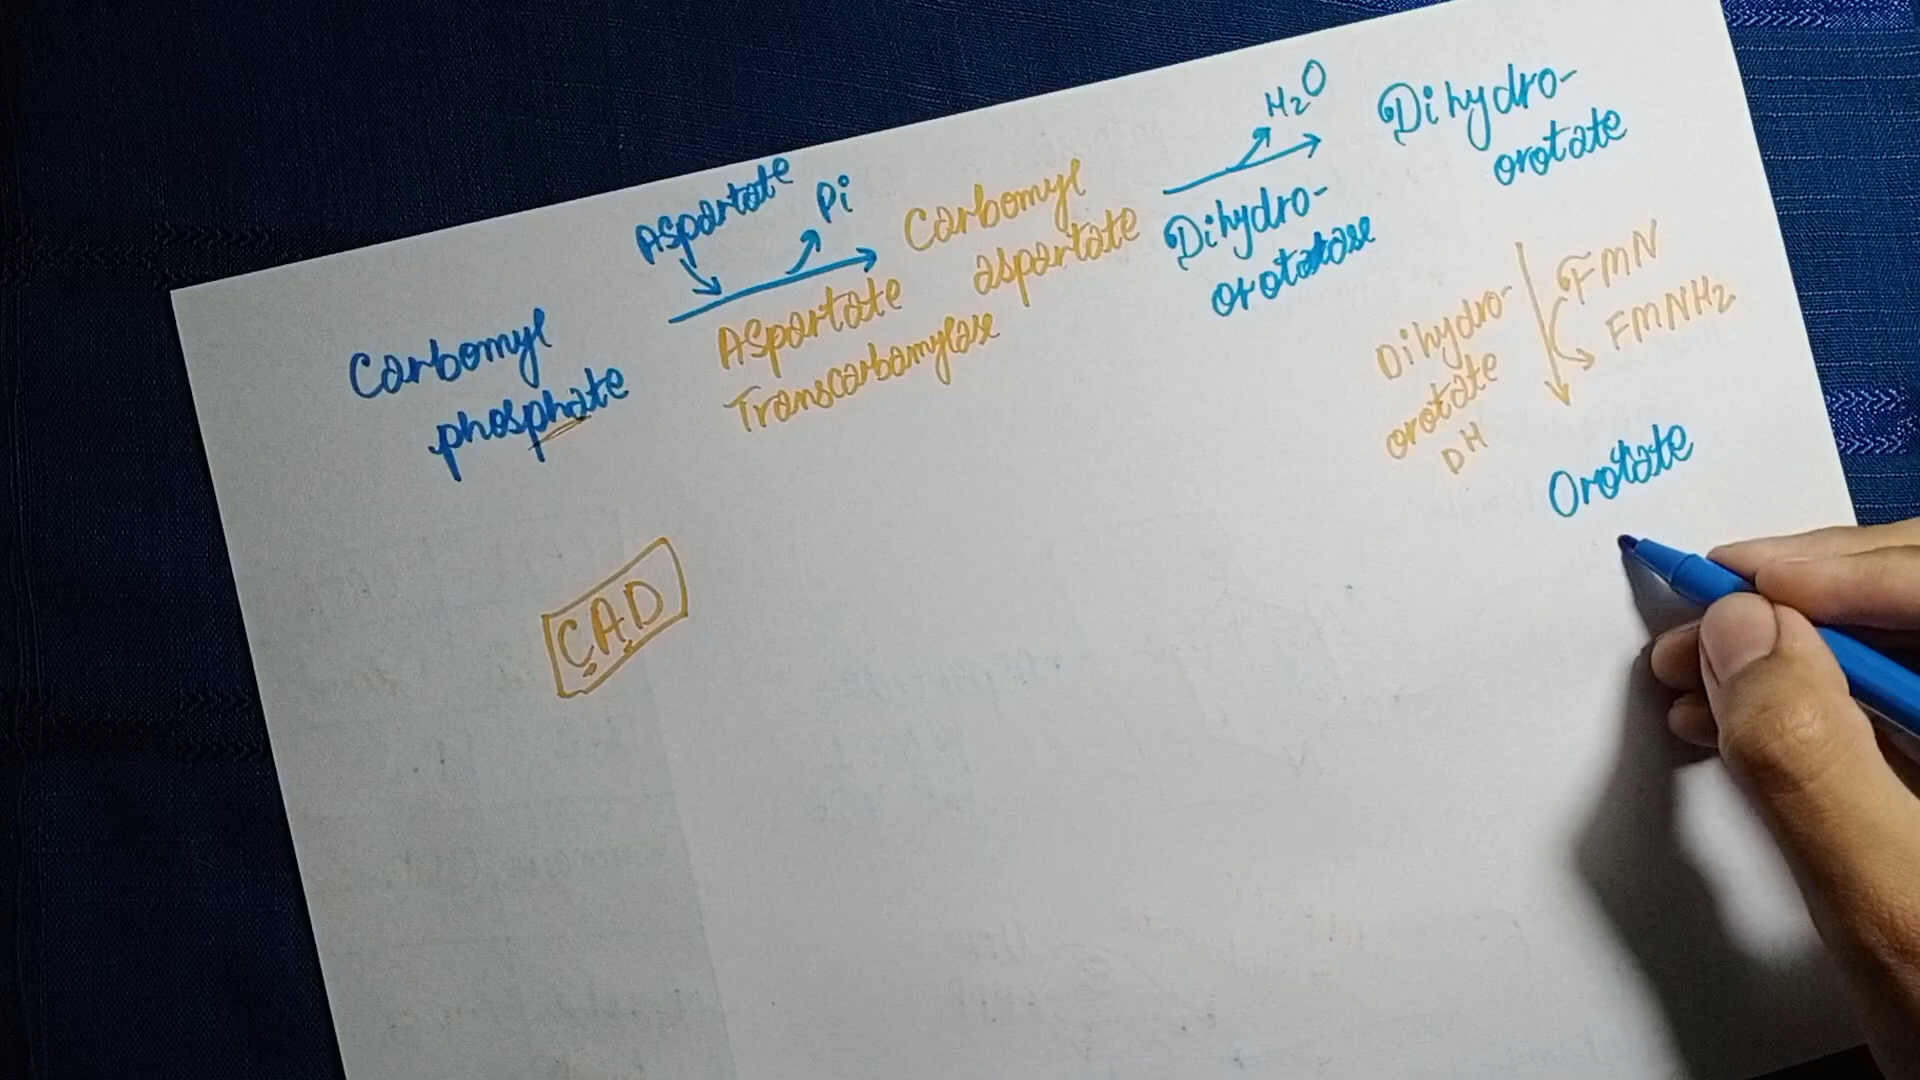 Aspartate
Pi
Carbomyl
phosphate
Aspartate
Transcarbamylase
Carbomyl
aspartate
H₂O
Dihydro-
orotatase
Dihydro-
orotate
Dihydro-
orotate
DH
FMN
FMNH₂
Orotate
CAD